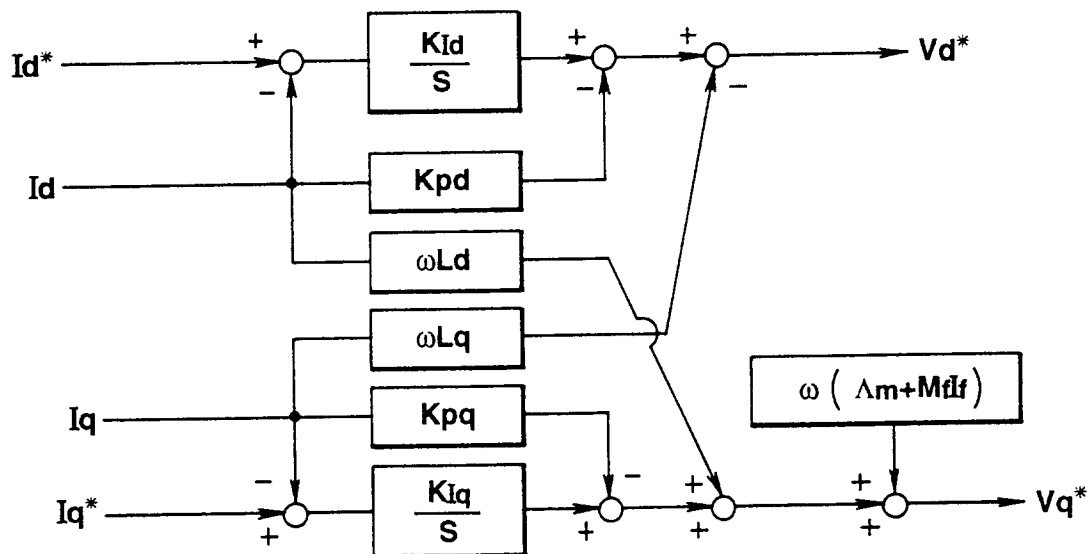 Id*
+
−
KId
S
+
−
+
−
Vd*
Id
Kpd
ωLd
ωLq
ω ( Λm+MfIf)
Iq
Kpq
Iq*
−
+
KIq
S
−
+
+
+
+
+
Vq*